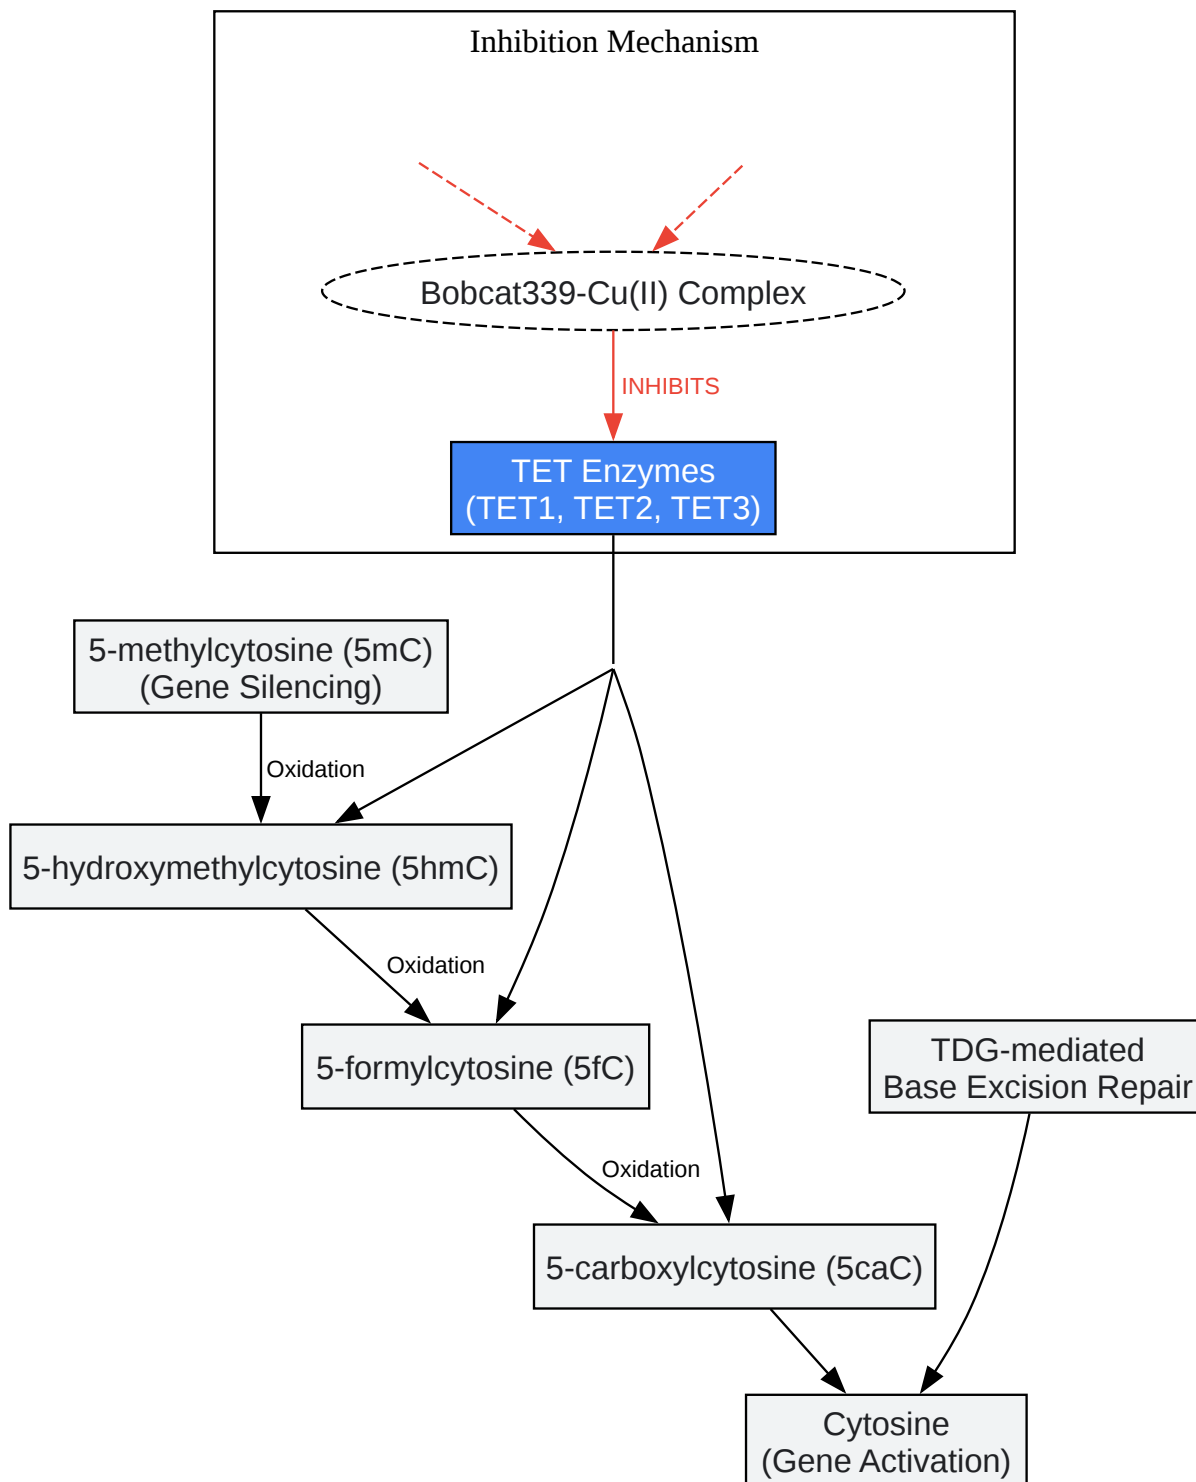 Inhibition Mechanism
Bobcat339-Cu(II) Complex
INHIBITS
TET Enzymes
(TET1, TET2, TET3)
5-methylcytosine (5mC)
(Gene Silencing)
Oxidation
5-hydroxymethylcytosine (5hmC)
Oxidation
5-formylcytosine (5fC)
TDG-mediated
Base Excision Repair
Oxidation
5-carboxylcytosine (5caC)
Cytosine
(Gene Activation)